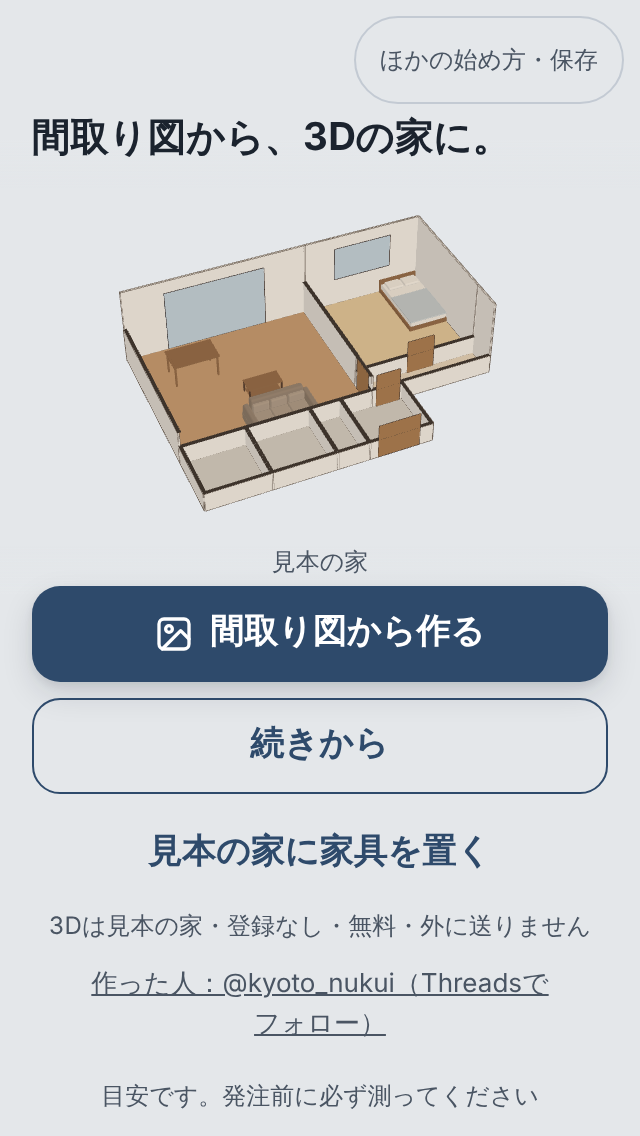 ほかの始め方・保存
間取り図から、3Dの家に。
見本の家
間取り図から作る
続きから
見本の家に家具を置く
3Dは見本の家・登録なし・無料・外に送りません
作った人：@kyoto_nukui（Threadsで
フォロー）
目安です。発注前に必ず測ってください